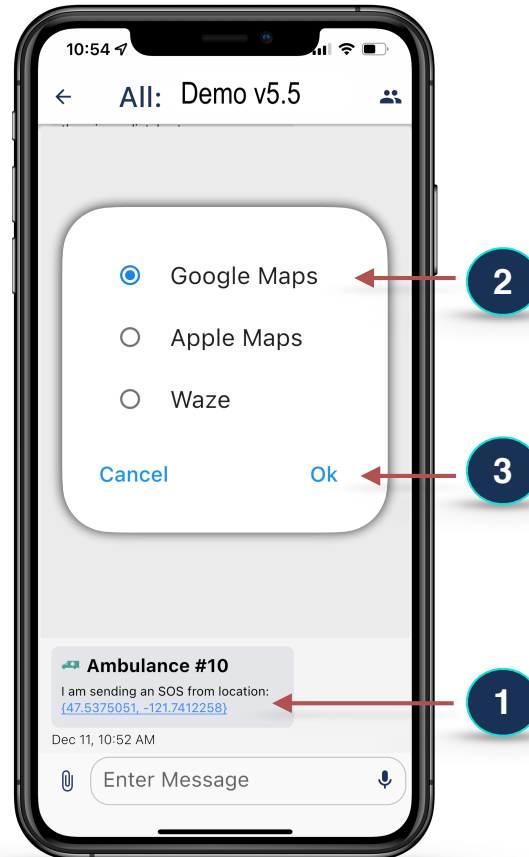 10:54
All: Demo v5.5
Google Maps
2
Apple Maps
Waze
Cancel Ok
3
Ambulance #10
I am sending an SOS from location:
{47.5375051, -121.7412258}
1
Dec 11, 10:52 AM
Enter Message